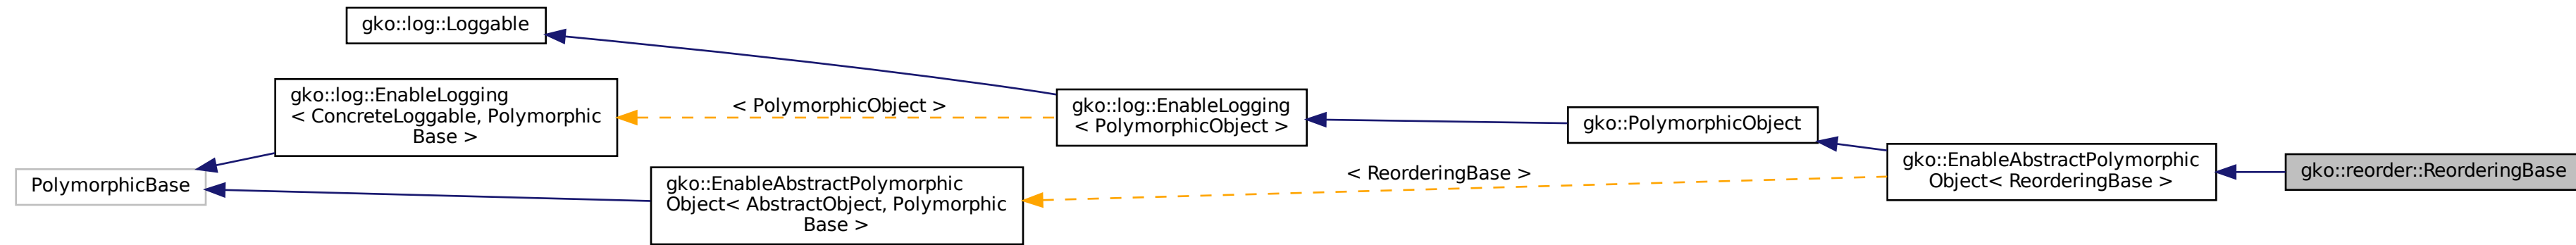 gko::log::Loggable
gko::log::EnableLogging
< ConcreteLoggable, Polymorphic
Base >
< PolymorphicObject >
gko::log::EnableLogging
< PolymorphicObject >
gko::PolymorphicObject
PolymorphicBase
gko::EnableAbstractPolymorphic
Object< AbstractObject, Polymorphic
Base >
< ReorderingBase >
gko::EnableAbstractPolymorphic
Object< ReorderingBase >
gko::reorder::ReorderingBase